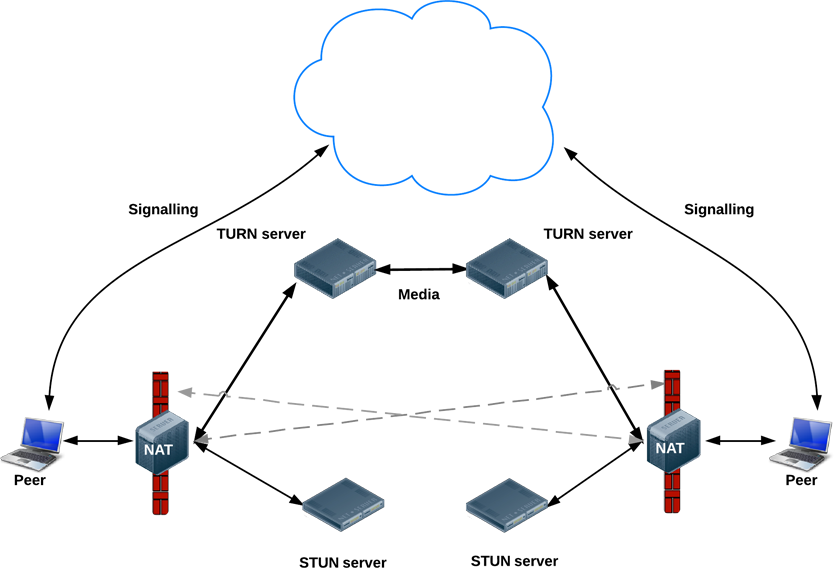 Signalling
Signalling
TURN server
TURN server
Media
NAT
NAT
Peer
Peer
STUN server
STUN server